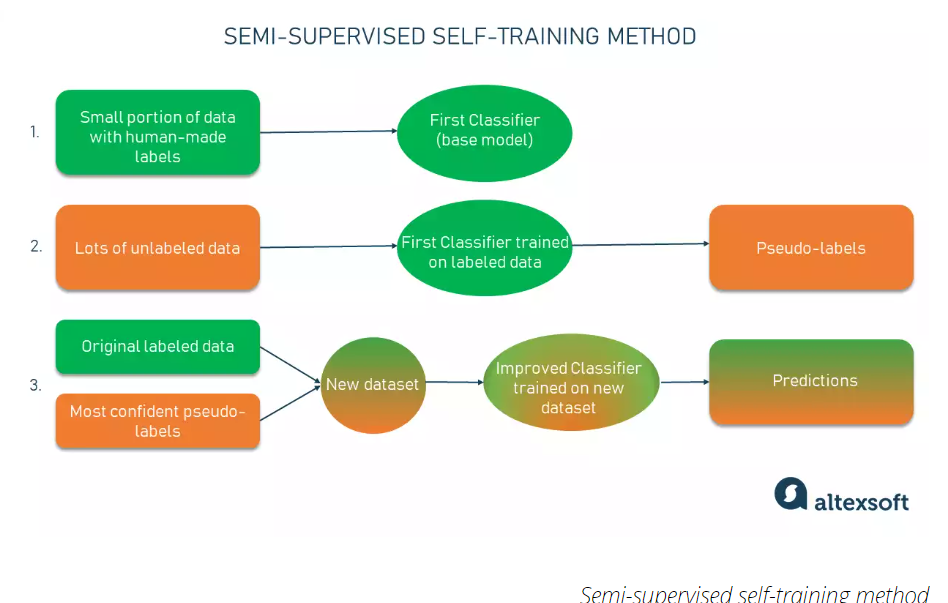 SEMI-SUPERVISED SELF-TRAINING METHOD
1.
Small portion of data
with human-made
labels
First Classifier
(base model)
2.
Lots of unlabeled data
First Classifier trained
on labeled data
Pseudo-labels
3.
Original labeled data
Most confident pseudo-
labels
New dataset
Improved Classifier
trained on new
dataset
Predictions
altexsoft
Semi-supervised self-training method